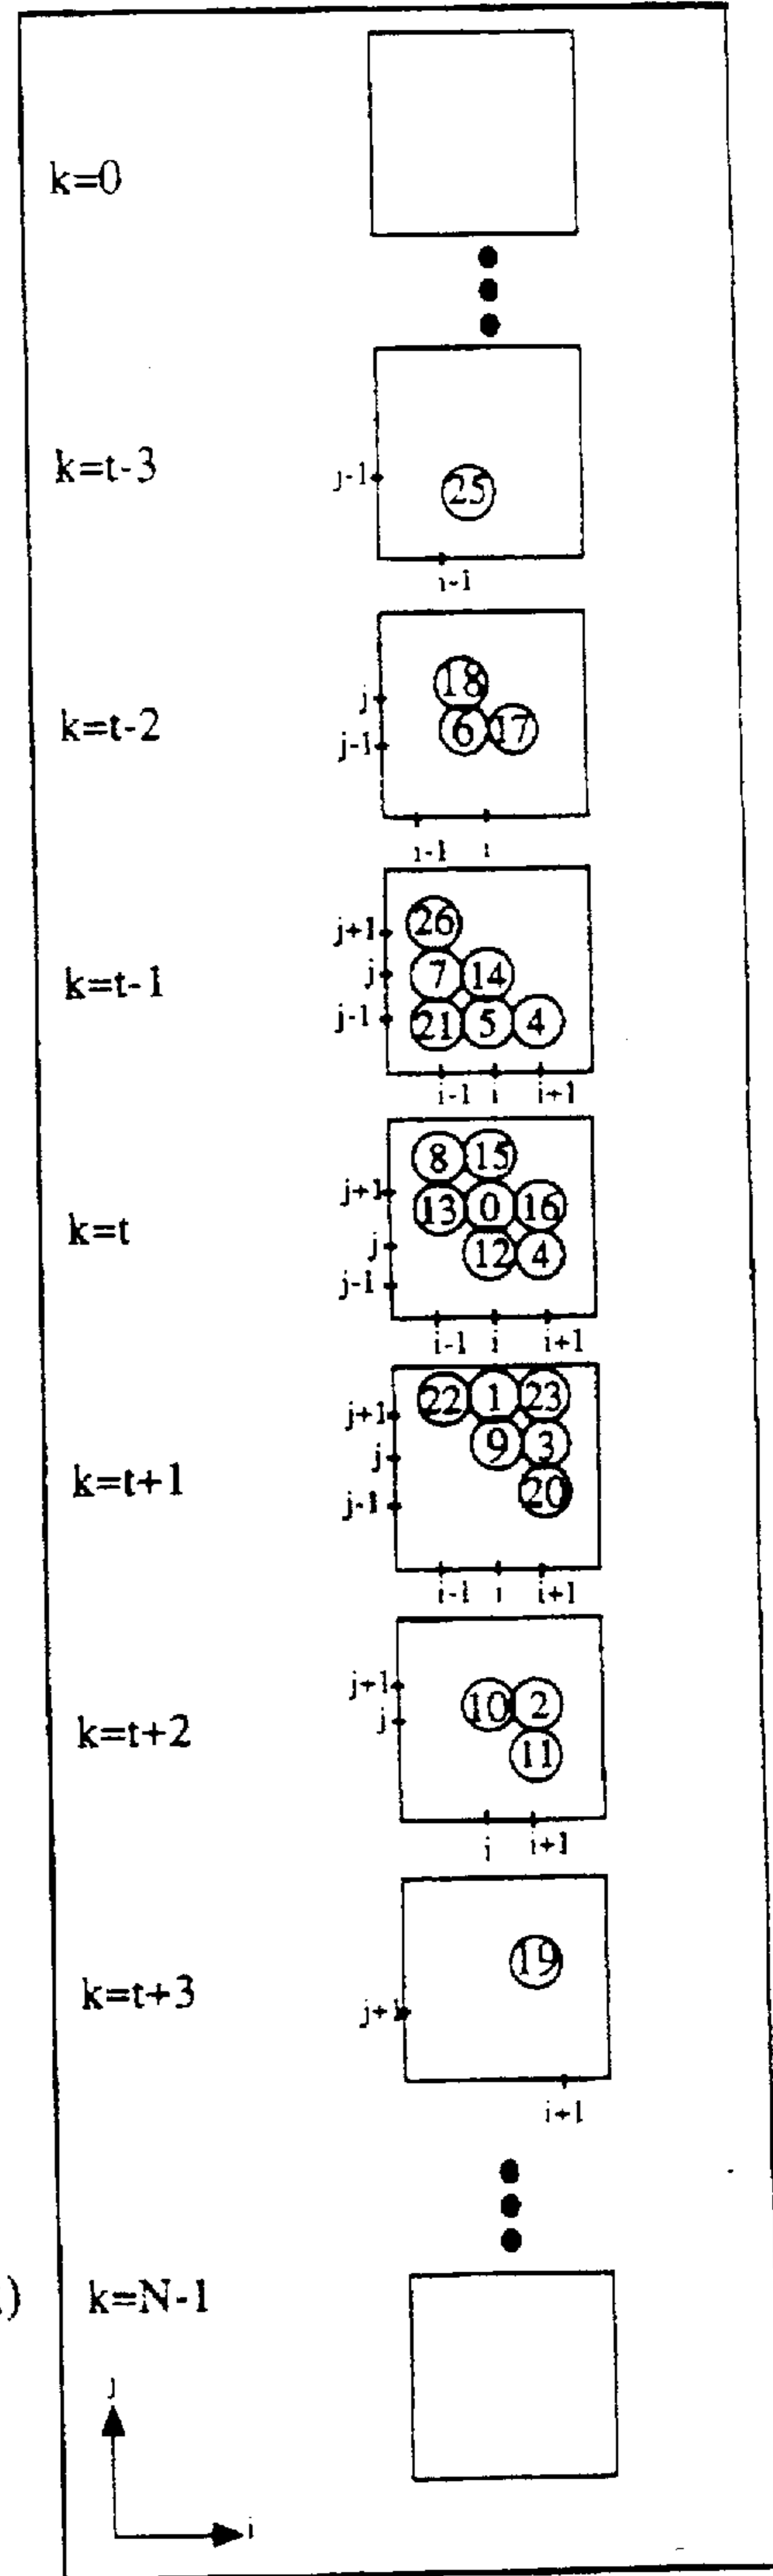 k=0
k=t-3
j-1
25
i-1
k=t-2
j
j-1
18
6 17
i-1 i
k=t-1
j+1
j
j-1
26
7 14
21 5 4
i-1 i i+1
k=t
j+1
j
j-1
8 15
13 0 16
12 4
i-1 i i+1
k=t+1
j+1
j
j-1
22 1 23
9 3
20
i-1 i i+1
k=t+2
j+1
j
10 2
11
i i+1
k=t+3
j+1
19
i+1
)
k=N-1
j
i